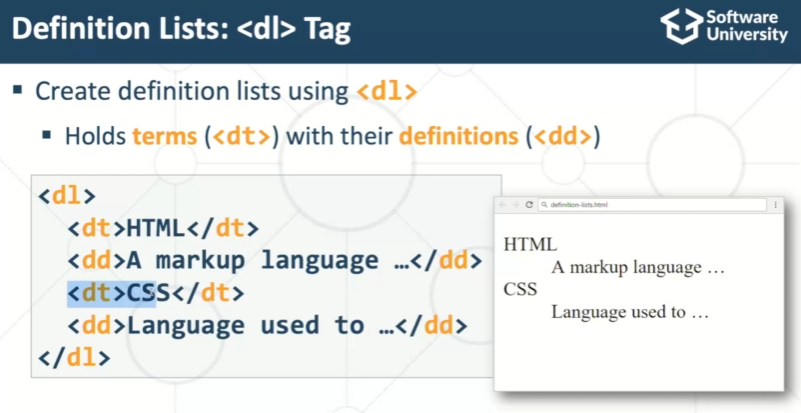 Definition Lists: <dl> Tag
Software
University
▪ Create definition lists using <dl>
▪ Holds terms (<dt>) with their definitions (<dd>)
<dl>
<dt>HTML</dt>
<dd>A markup language …</dd>
<dt>CSS</dt>
<dd>Language used to …</dd>
</dl>
definition-lists.html
HTML
A markup language …
CSS
Language used to …